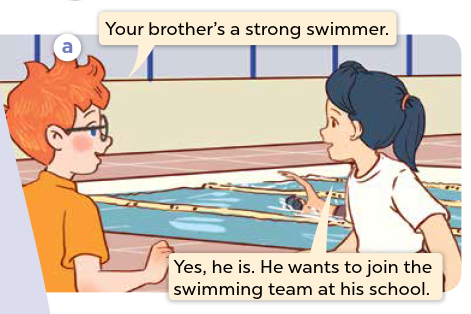 Your brother's a strong swimmer.
a
Yes, he is. He wants to join the
swimming team at his school.